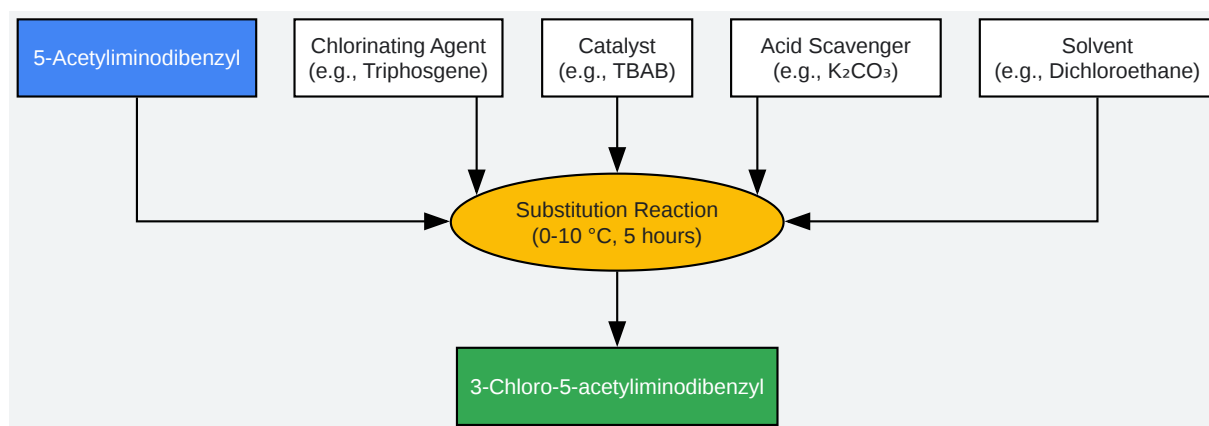 5-Acetyliminodibenzyl
Chlorinating Agent
(e.g., Triphosgene)
Catalyst
(e.g., TBAB)
Acid Scavenger
(e.g., K₂CO₃)
Solvent
(e.g., Dichloroethane)
Substitution Reaction
(0-10 °C, 5 hours)
3-Chloro-5-acetyliminodibenzyl